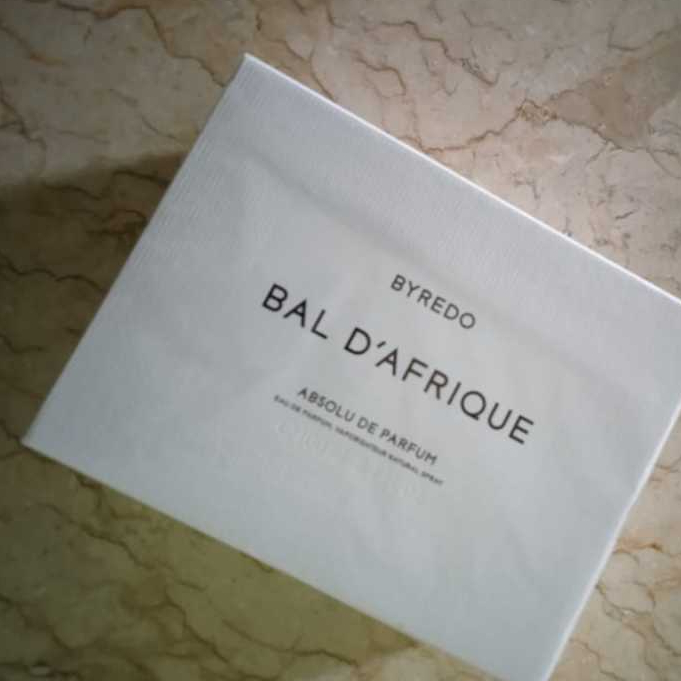 BYREDO
BAL D'AFRIQUE
ABSOLU DE PARFUM
EAU DE PARFUM, VAPORISATEUR NATURAL SPRAY